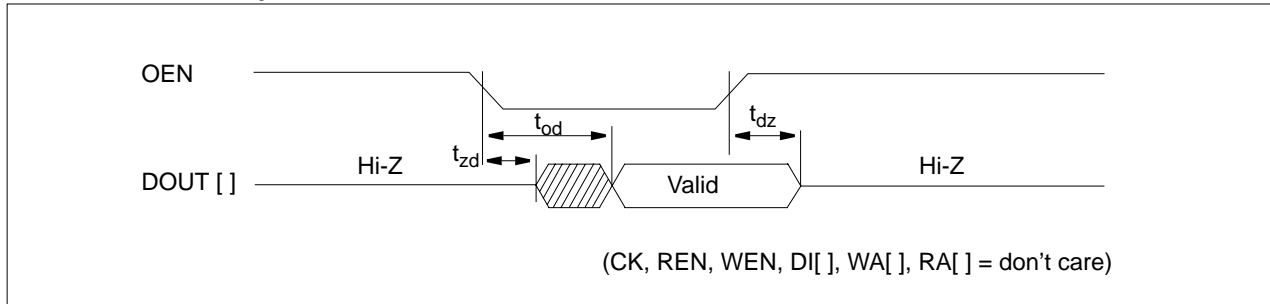 OEN
t_od
t_dz
t_zd
Hi-Z
Hi-Z
DOUT [ ]
Valid
(CK, REN, WEN, DI[ ], WA[ ], RA[ ] = don't care)